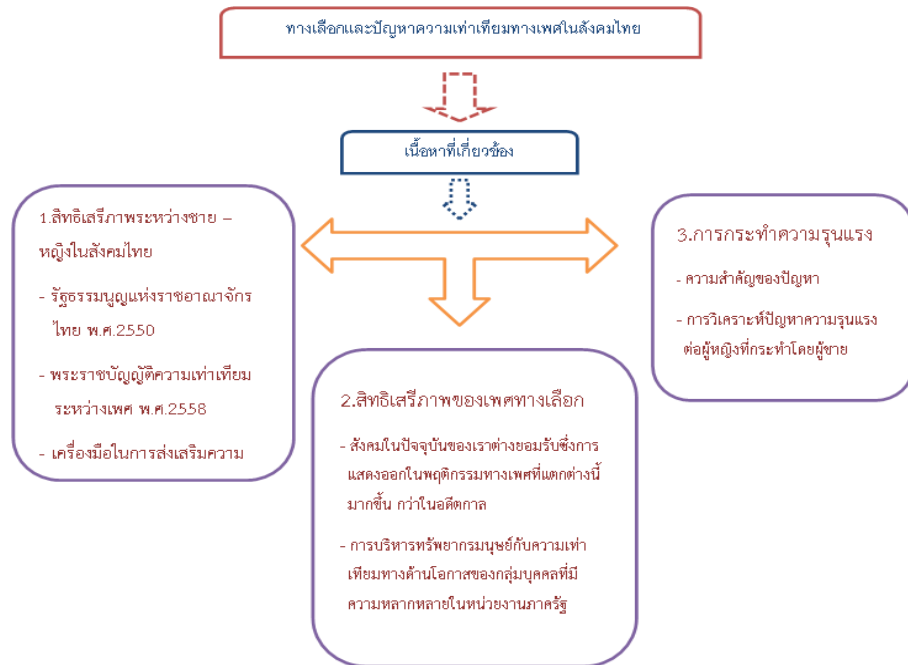 ทางเลือกและปัญหาความเท่าเทียมทางเพศในสังคมไทย
เนื้อหาที่เกี่ยวข้อง
1.สิทธิเสรีภาพระหว่างชาย –
หญิงในสังคมไทย
- รัฐธรรมนูญแห่งราชอาณาจักร
ไทย พ.ศ.2550
- พระราชบัญญัติความเท่าเทียม
ระหว่างเพศ พ.ศ.2558
- เครื่องมือในการส่งเสริมความ
2.สิทธิเสรีภาพของเพศทางเลือก
- สังคมในปัจจุบันของเราต่างยอมรับซึ่งการ
แสดงออกในพฤติกรรมทางเพศที่แตกต่างนี้
มากขึ้น กว่าในอดีตกาล
- การบริหารทรัพยากรมนุษย์กับความเท่า
เทียมทางด้านโอกาสของกลุ่มบุคคลที่มี
ความหลากหลายในหน่วยงานภาครัฐ
3.การกระทำความรุนแรง
- ความสำคัญของปัญหา
- การวิเคราะห์ปัญหาความรุนแรง
ต่อผู้หญิงที่กระทำโดยผู้ชาย